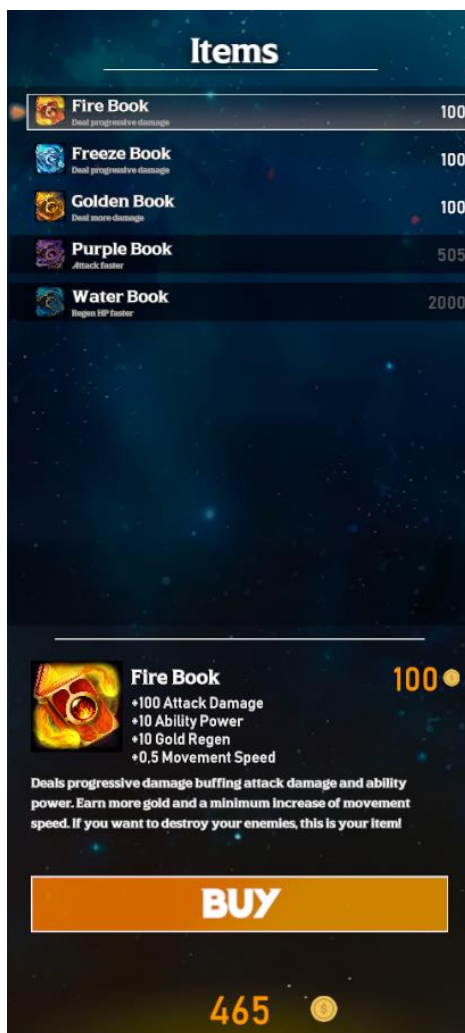 Items
Fire Book
Deal progressive damage
100
Freeze Book
Deal progressive damage
100
Golden Book
Deal more damage
100
Purple Book
Attack faster
505
Water Book
Regen HP faster
2000
Fire Book
100
+100 Attack Damage
+10 Ability Power
+10 Gold Regen
+0.5 Movement Speed
Deals progressive damage buffing attack damage and ability
power. Earn more gold and a minimum increase of movement
speed. If you want to destroy your enemies, this is your item!
BUY
465